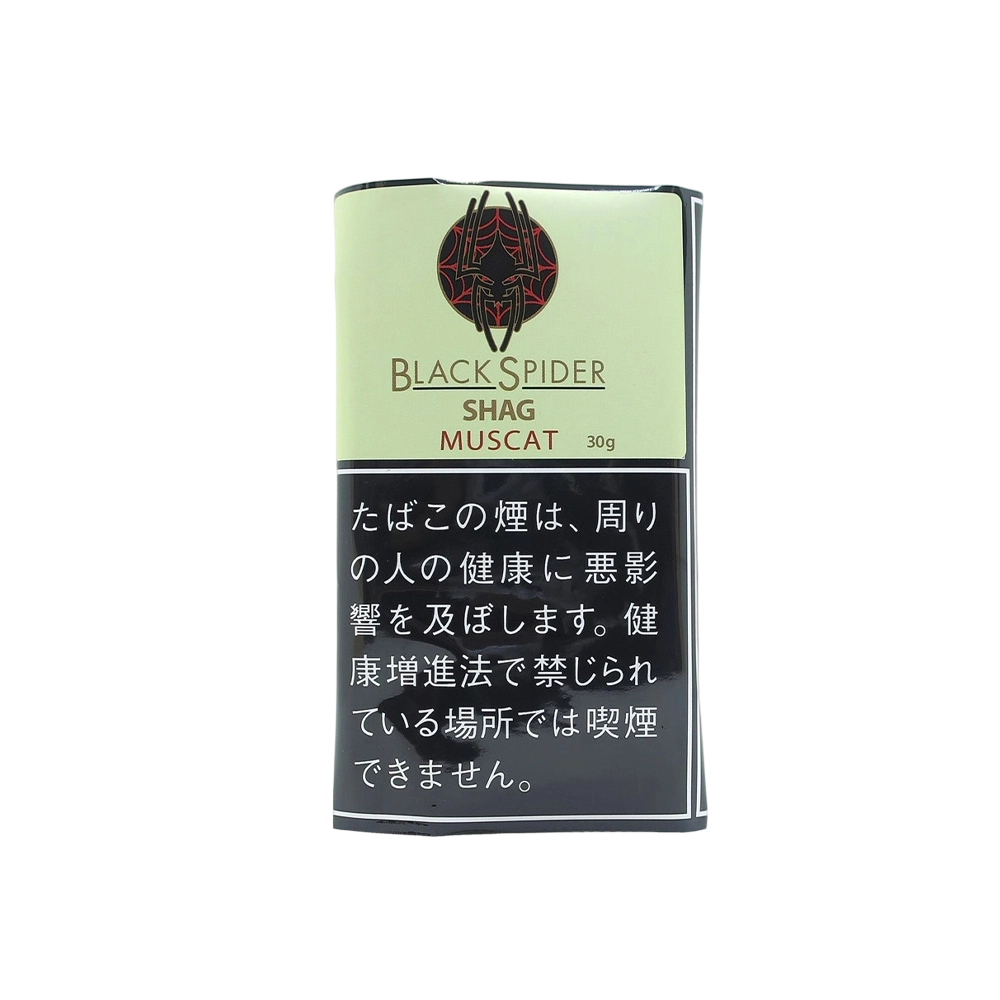 BLACK SPIDER
SHAG
MUSCAT 30g
たばこの煙は、周り
の人の健康に悪影
響を及ぼします。健
康増進法で禁じられ
ている場所では喫煙
できません。